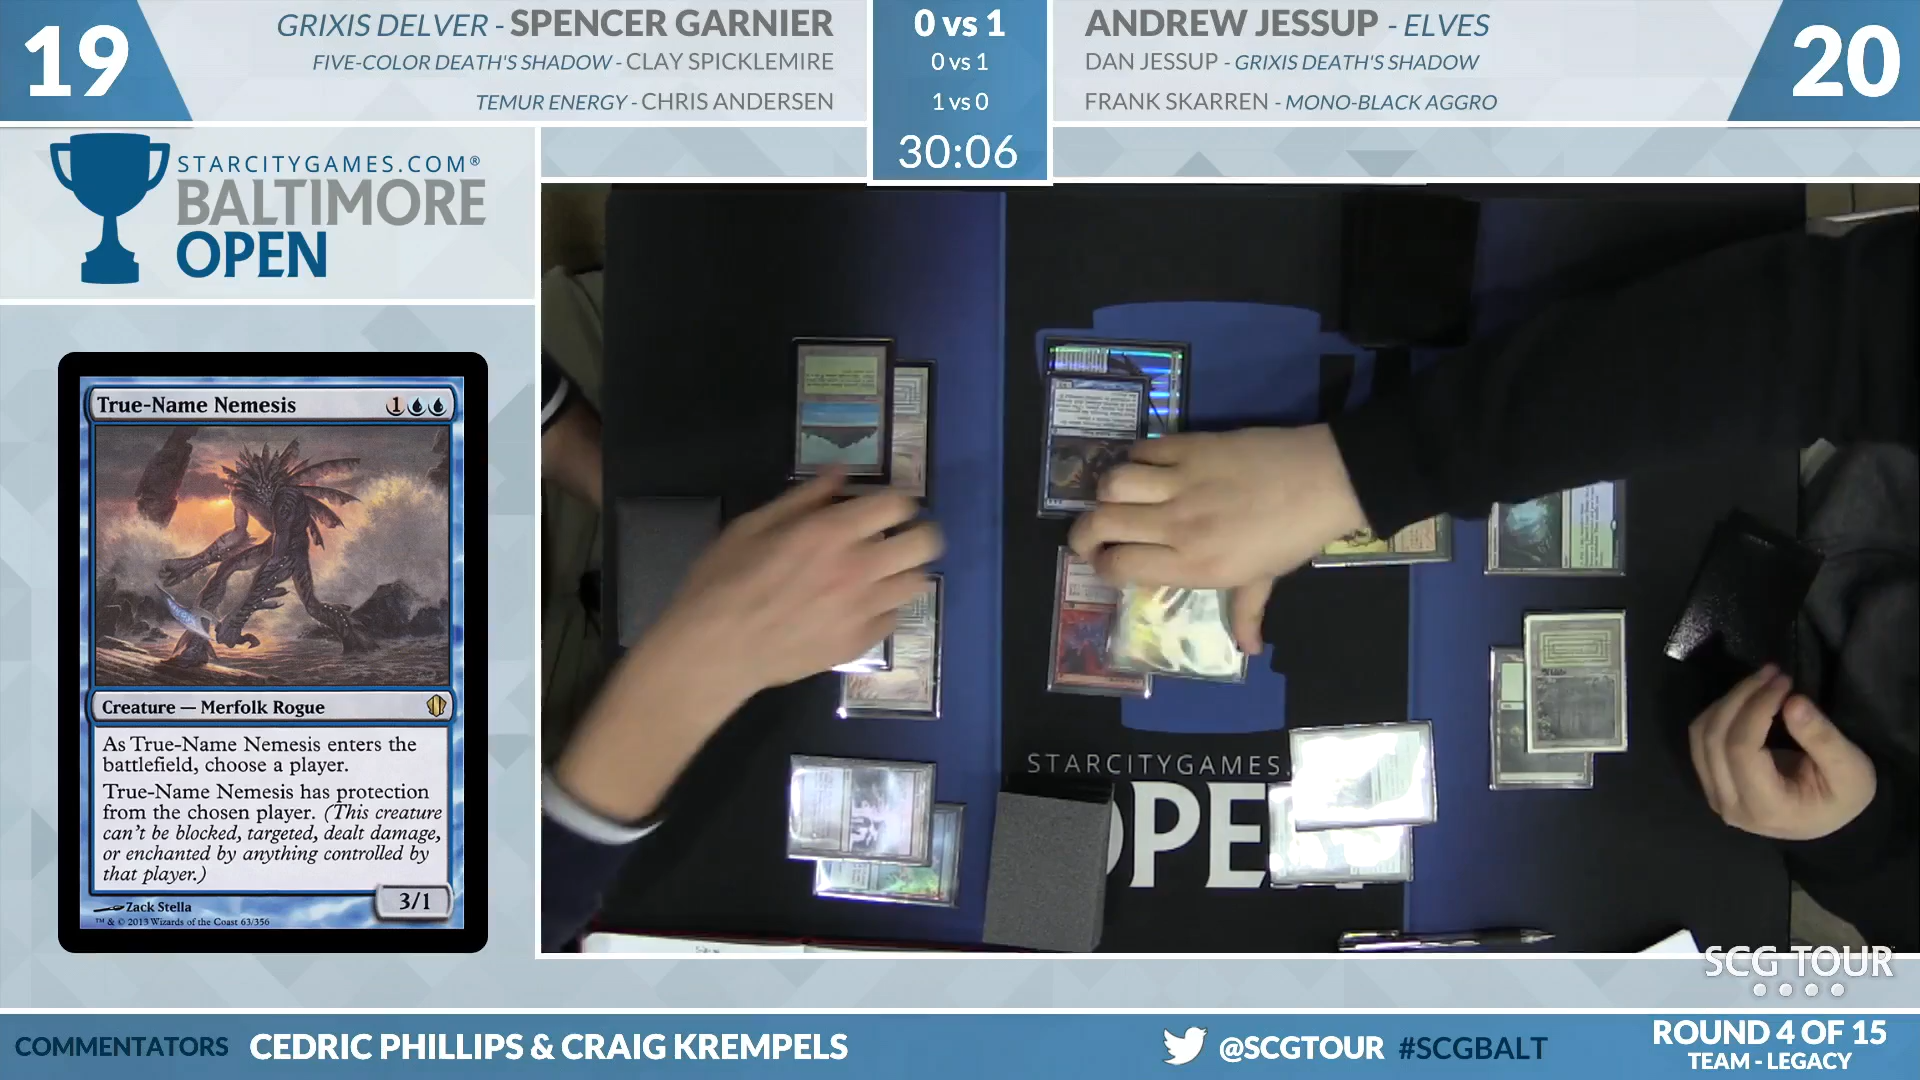 19
GRIXIS DELVER - SPENCER GARNIER
FIVE-COLOR DEATH'S SHADOW - CLAY SPICKLEMIRE
TEMUR ENERGY - CHRIS ANDERSEN
0 vs 1
0 vs 1
1 vs 0
30:06
ANDREW JESSUP - ELVES
DAN JESSUP - GRIXIS DEATH'S SHADOW
FRANK SKARREN - MONO-BLACK AGGRO
20
STARCITYGAMES.COM®
BALTIMORE
OPEN
True-Name Nemesis 1
Creature — Merfolk Rogue
As True-Name Nemesis enters the
battlefield, choose a player.
True-Name Nemesis has protection
from the chosen player. (This creature
can't be blocked, targeted, dealt damage,
or enchanted by anything controlled by
that player.)
3/1
Zack Stella
™ & © 2013 Wizards of the Coast 63/356
STARCITYGAMES.
OPE
SCG TOUR
COMMENTATORS CEDRIC PHILLIPS & CRAIG KREMPELS
@SCGTOUR #SCGBALT
ROUND 4 OF 15
TEAM - LEGACY